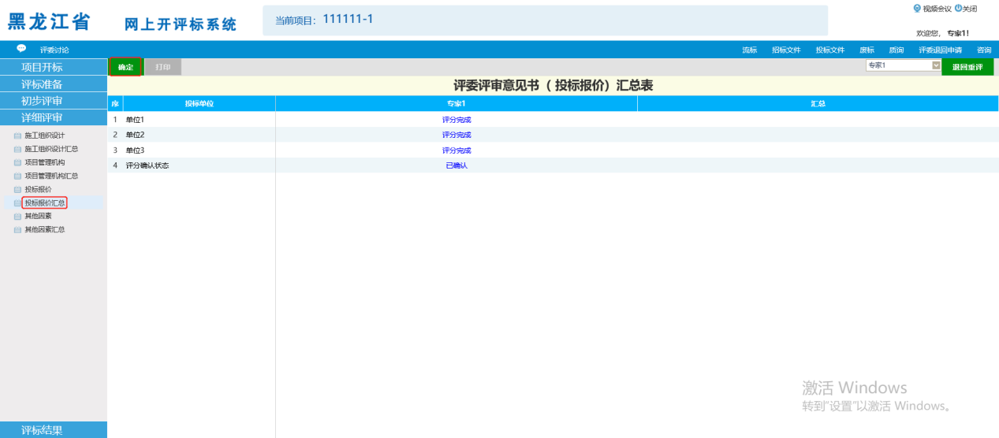 黑龙江省 网上开评标系统 当前项目： 111111-1 视频会议 关闭
欢迎您， 专家1!
评委讨论 流标 招标文件 投标文件 废标 质询 评委退回申请 咨询
项目开标 确定 打印 专家1 退回重评
评标准备 评委评审意见书（ 投标报价）汇总表
初步评审 序 投标单位 专家1 汇总
详细评审 1 单位1 评分完成
施工组织设计 2 单位2 评分完成
施工组织设计汇总 3 单位3 评分完成
项目管理机构 4 评分确认状态 已确认
项目管理机构汇总
投标报价
投标报价汇总
其他因素
其他因素汇总
激活 Windows
转到"设置"以激活 Windows。
评标结果